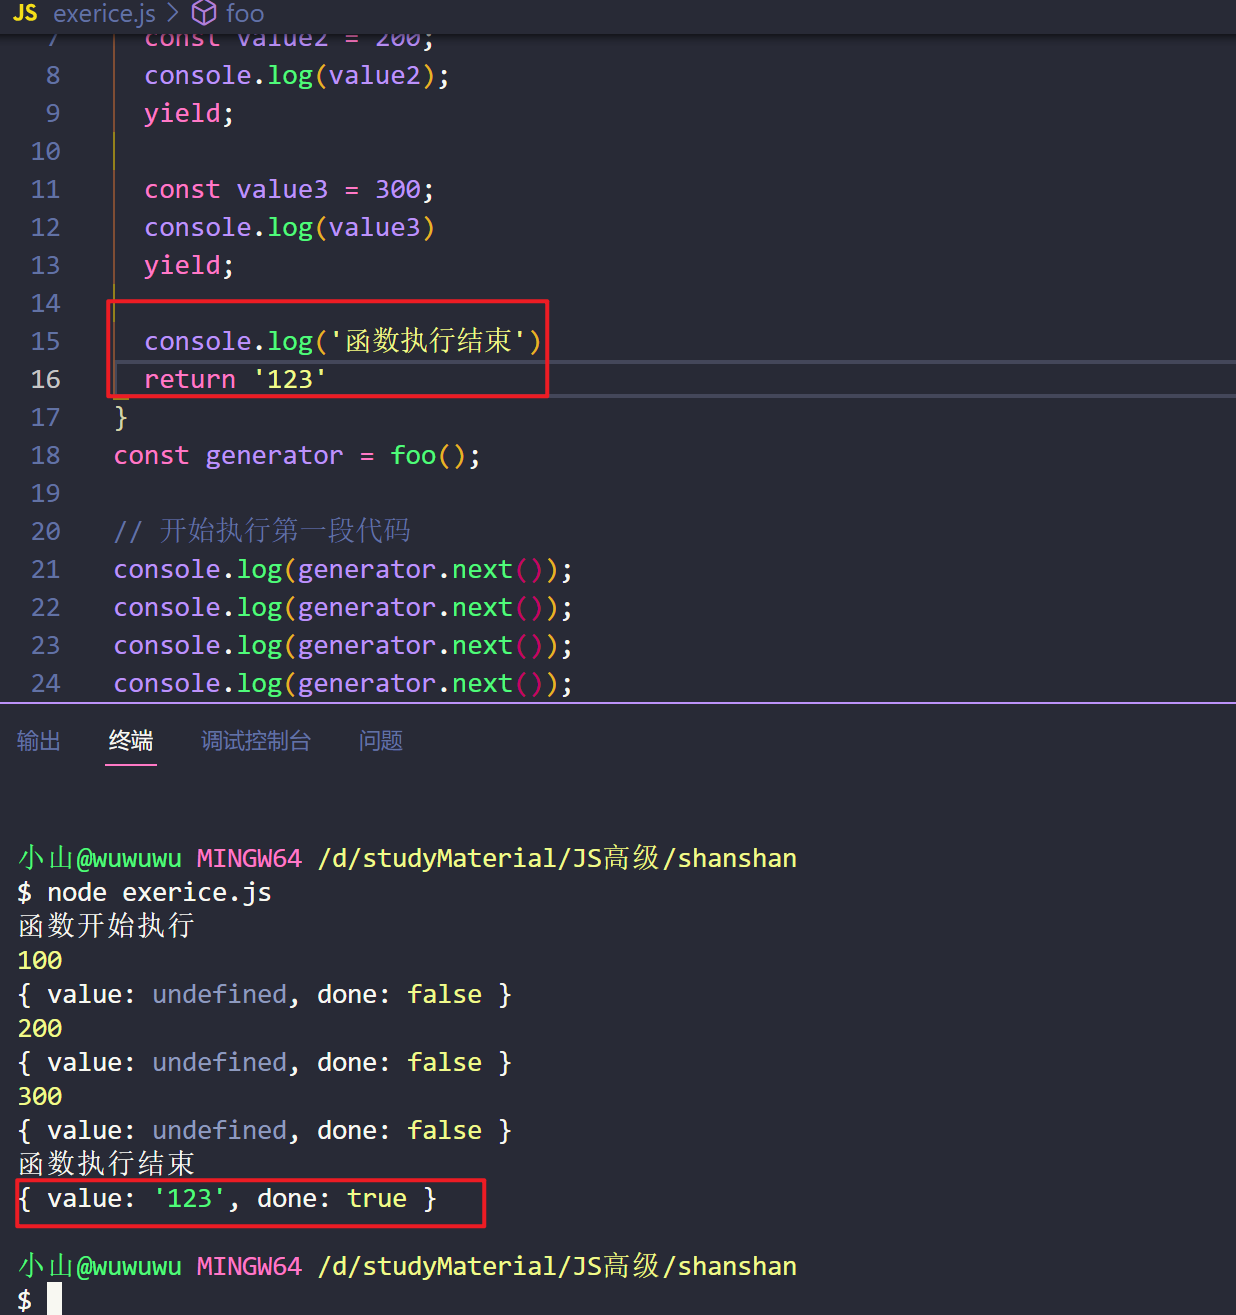 JS exerice.js > foo
7 const value2 = 200;
8 console.log(value2);
9 yield;
10
11 const value3 = 300;
12 console.log(value3)
13 yield;
14
15 console.log('函数执行结束')
16 return '123'
17 }
18 const generator = foo();
19
20 // 开始执行第一段代码
21 console.log(generator.next());
22 console.log(generator.next());
23 console.log(generator.next());
24 console.log(generator.next());
输出 终端 调试控制台 问题
小山@wuwuwu MINGW64 /d/studyMaterial/JS高级/shanshan
$ node exerice.js
函数开始执行
100
{ value: undefined, done: false }
200
{ value: undefined, done: false }
300
{ value: undefined, done: false }
函数执行结束
{ value: '123', done: true }
小山@wuwuwu MINGW64 /d/studyMaterial/JS高级/shanshan
$